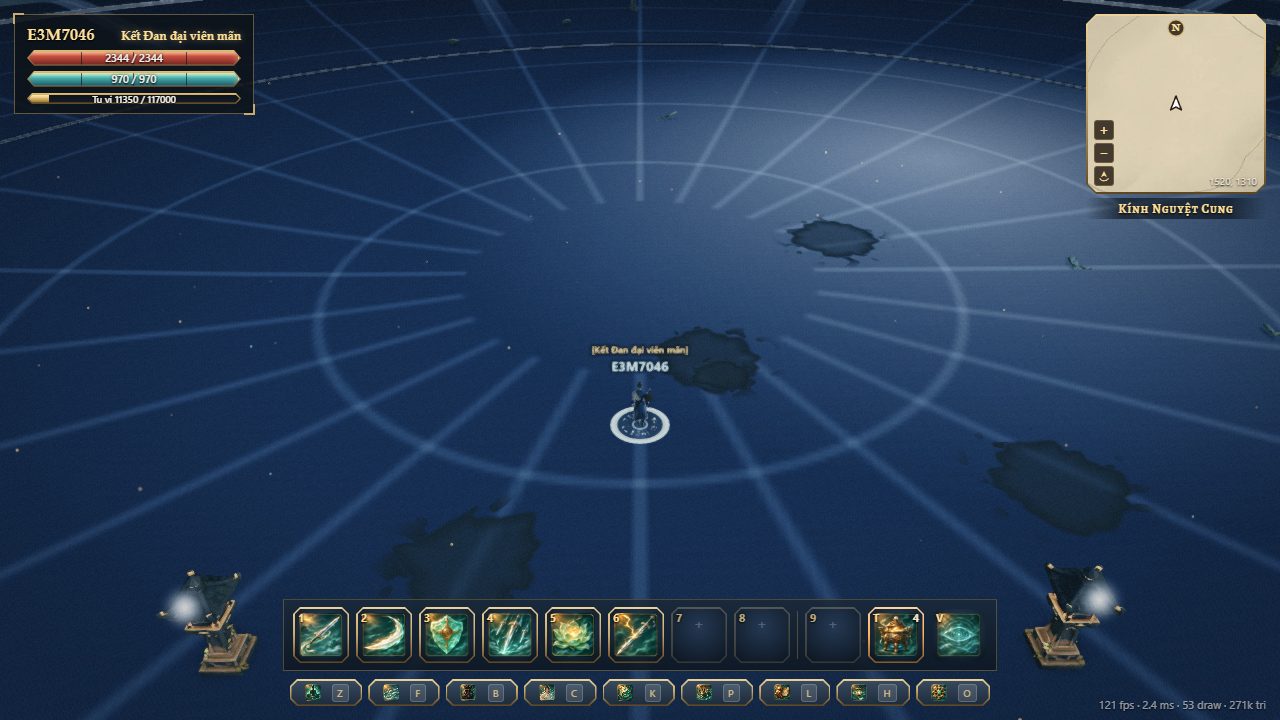 E3M7046 Kết Đan đại viên mãn
2344 / 2344
970 / 970
Tu vi 11350 / 117000
N
+
−
1520, 1310
Kính Nguyệt Cung
[Kết Đan đại viên mãn]
E3M7046
1 2 3 4 5 6 7 8 9 T 4 V
+ + +
Z F B C K P L H O
121 fps · 2.4 ms · 53 draw · 271k tri